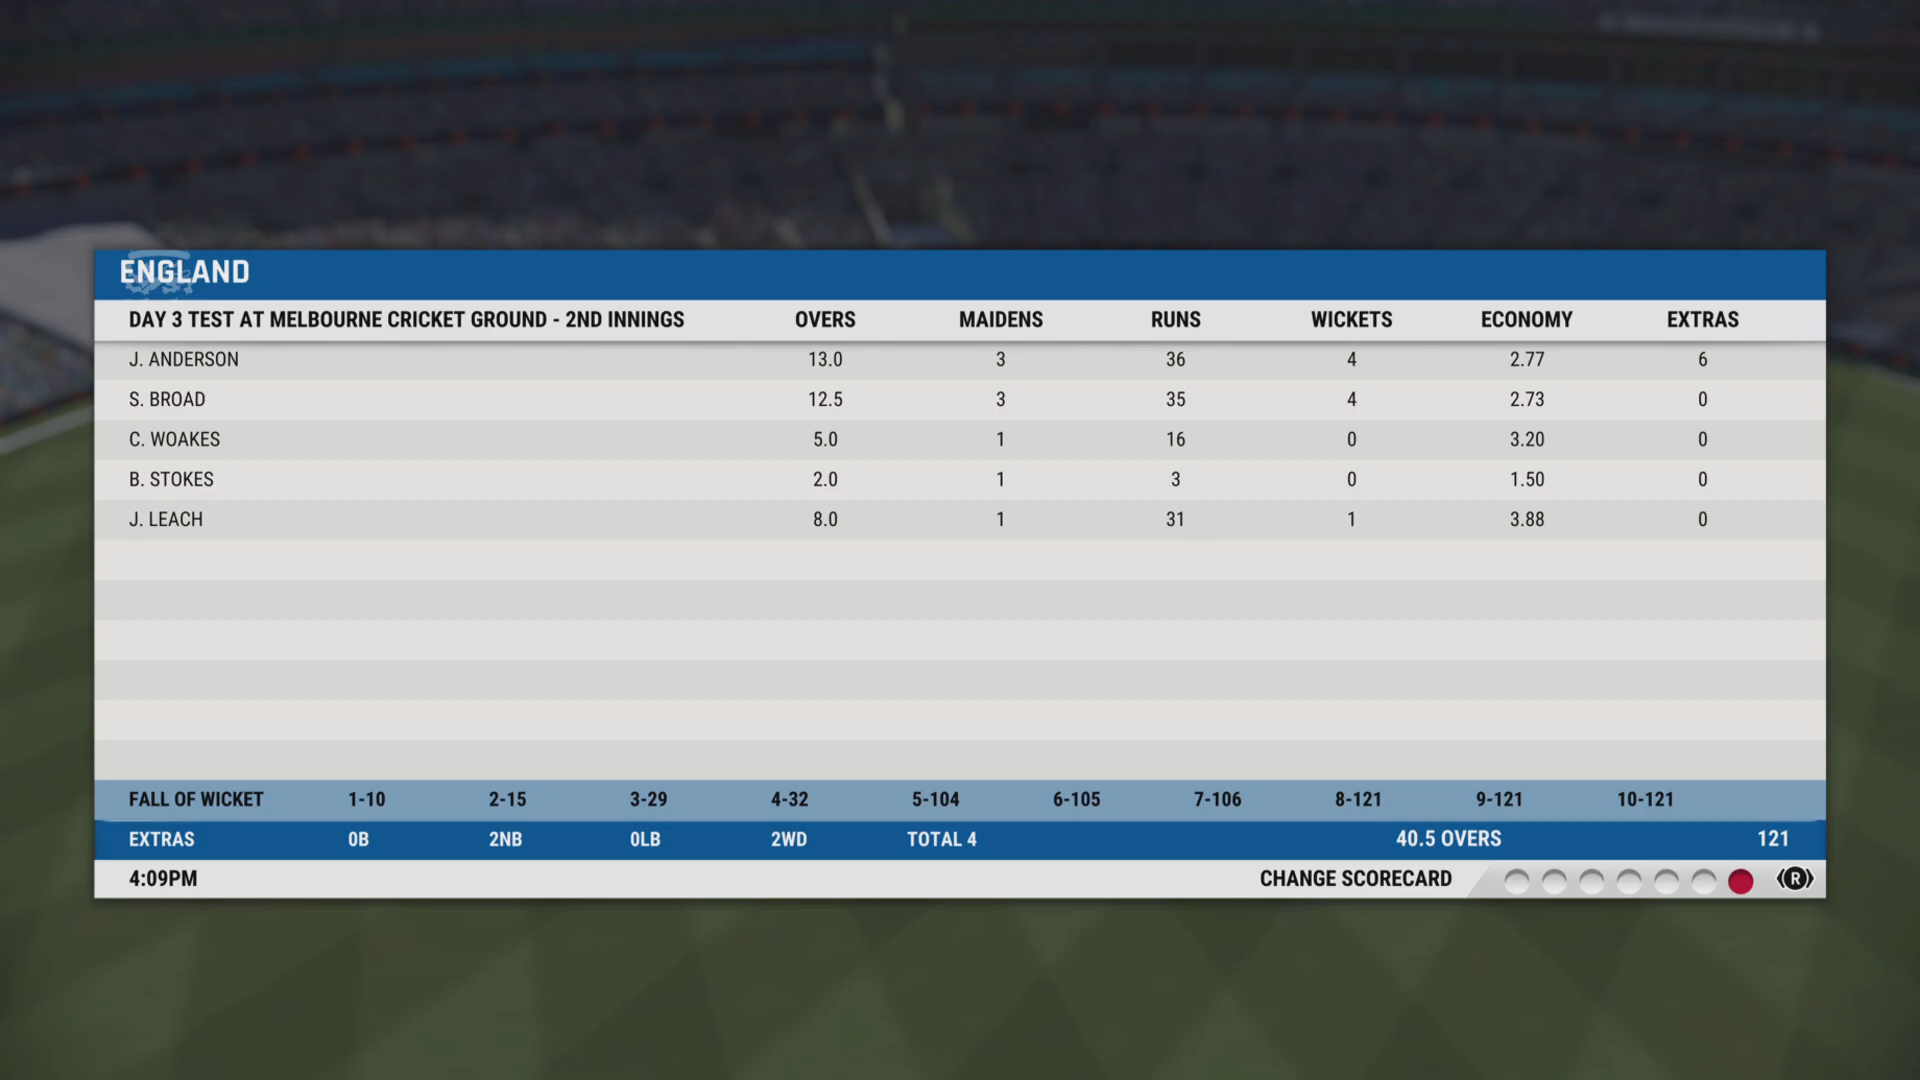 ENGLAND
DAY 3 TEST AT MELBOURNE CRICKET GROUND - 2ND INNINGS OVERS MAIDENS RUNS WICKETS ECONOMY EXTRAS
J. ANDERSON 13.0 3 36 4 2.77 6
S. BROAD 12.5 3 35 4 2.73 0
C. WOAKES 5.0 1 16 0 3.20 0
B. STOKES 2.0 1 3 0 1.50 0
J. LEACH 8.0 1 31 1 3.88 0
FALL OF WICKET 1-10 2-15 3-29 4-32 5-104 6-105 7-106 8-121 9-121 10-121
EXTRAS 0B 2NB 0LB 2WD TOTAL 4 40.5 OVERS 121
4:09PM CHANGE SCORECARD R